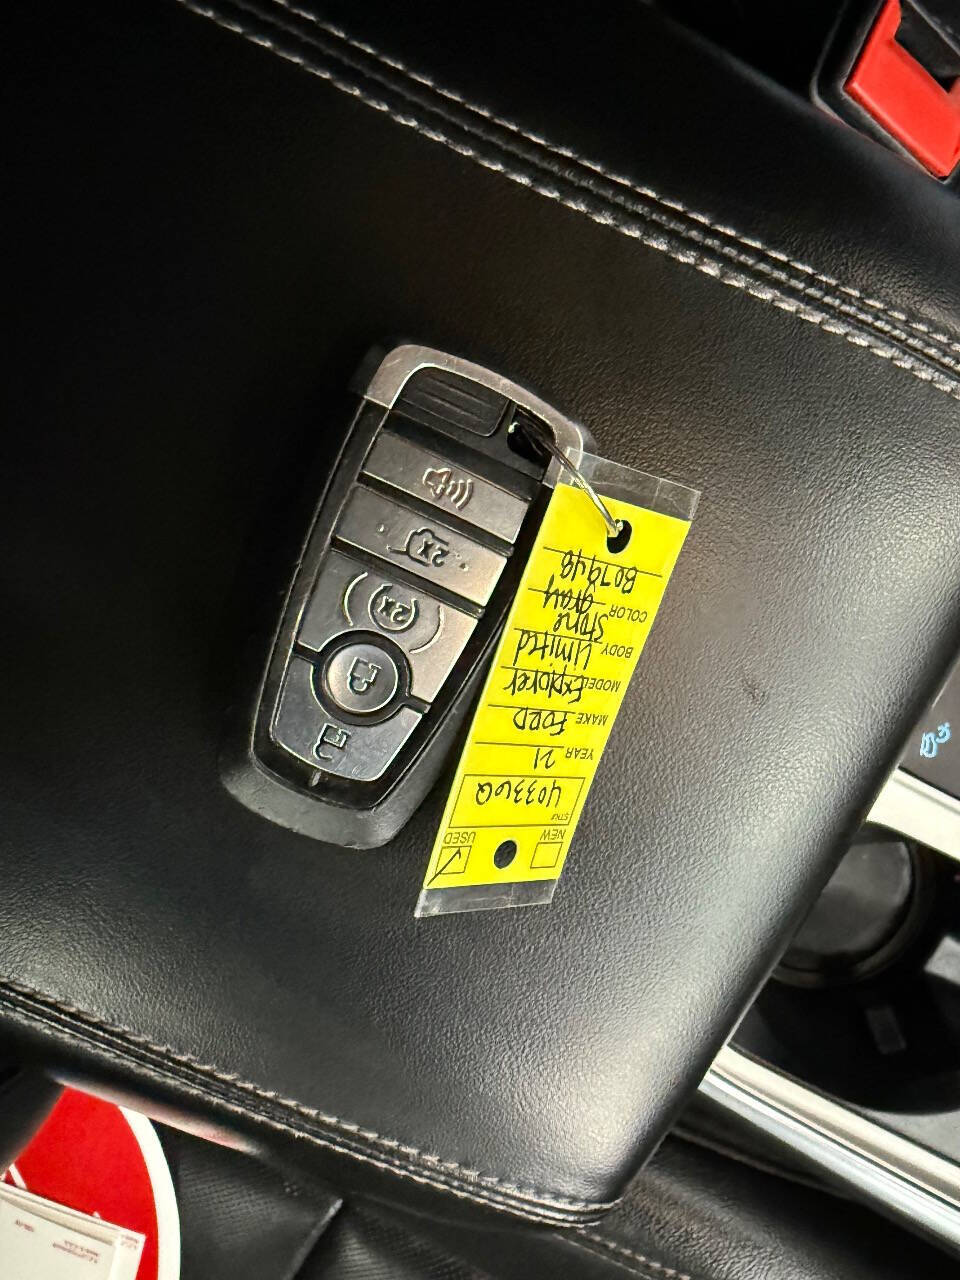 NEW USED
STK# 40336Q
YEAR 21
MAKE FORD
MODEL Explorer
BODY Limited
COLOR Stone
gray
B07948
2x
2x